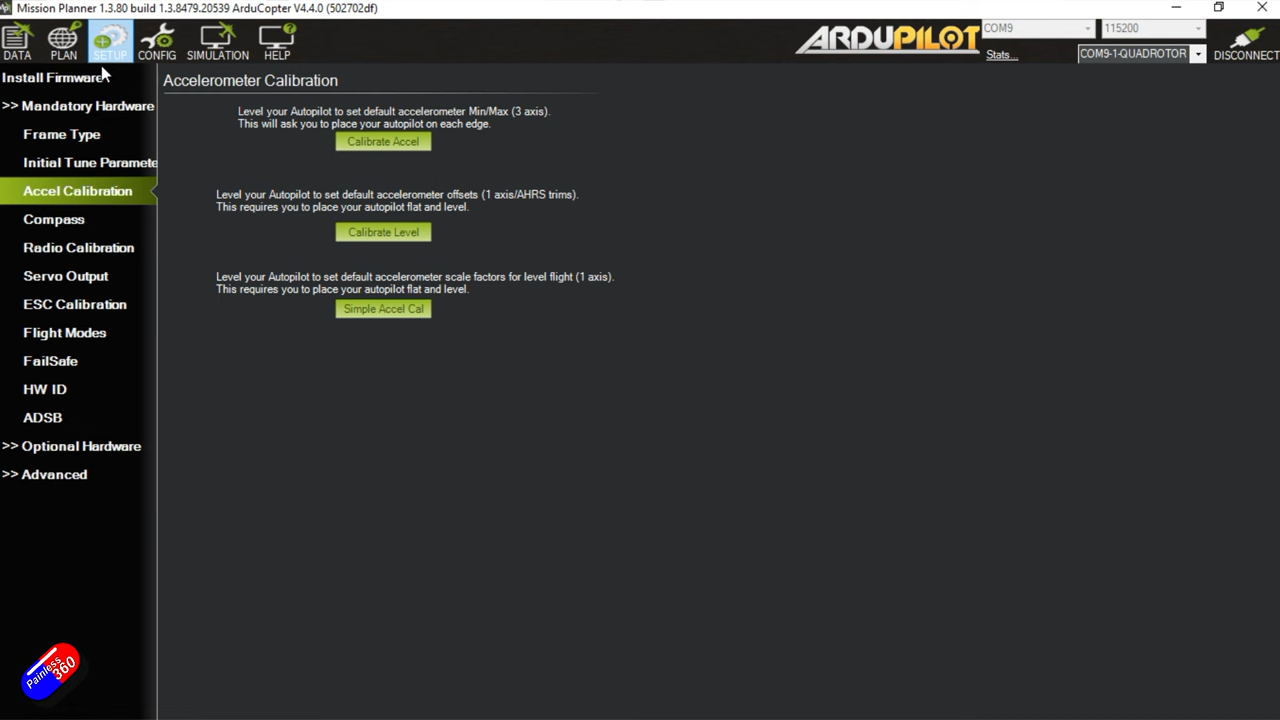 Mission Planner 1.3.80 build 1.3.8479.20539 ArduCopter V4.4.0 (502702df)
DATA PLAN SETUP CONFIG SIMULATION HELP
ARDUPILOT
COM9 115200
Stats... COM9-1-QUADROTOR DISCONNECT
Install Firmware
>> Mandatory Hardware
Frame Type
Initial Tune Paramete
Accel Calibration
Compass
Radio Calibration
Servo Output
ESC Calibration
Flight Modes
FailSafe
HW ID
ADSB
>> Optional Hardware
>> Advanced
Accelerometer Calibration
Level your Autopilot to set default accelerometer Min/Max (3 axis).
This will ask you to place your autopilot on each edge.
Calibrate Accel
Level your Autopilot to set default accelerometer offsets (1 axis/AHRS trims).
This requires you to place your autopilot flat and level.
Calibrate Level
Level your Autopilot to set default accelerometer scale factors for level flight (1 axis).
This requires you to place your autopilot flat and level.
Simple Accel Cal
Painless
360